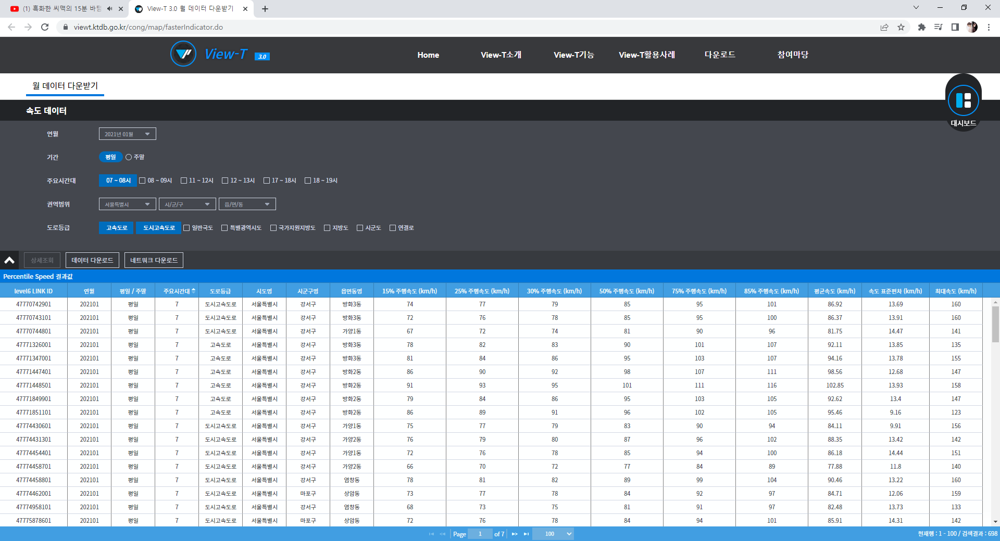 (1) 흑화한 씨맥의 15분 바텀
View-T 3.0 월 데이터 다운받기
viewt.ktdb.go.kr/cong/map/fasterIndicator.do
View-T 3.0
Home View-T소개 View-T기능 View-T활용사례 다운로드 참여마당
월 데이터 다운받기
대시보드
속도 데이터
연월 2021년 01월
기간 평일 주말
주요시간대 07 ~ 08시 08 ~ 09시 11 ~ 12시 12 ~ 13시 17 ~ 18시 18 ~ 19시
권역범위 서울특별시 시/군/구 읍/면/동
도로등급 고속도로 도시고속도로 일반국도 특별광역시도 국가지원지방도 지방도 시군도 연결로
상세조회 데이터 다운로드 네트워크 다운로드
Percentile Speed 결과값
level6 LINK ID 연월 평일 / 주말 주요시간대 도로등급 시도명 시군구명 읍면동명 15% 주행속도 (km/h) 25% 주행속도 (km/h) 30% 주행속도 (km/h) 50% 주행속도 (km/h) 75% 주행속도 (km/h) 85% 주행속도 (km/h) 평균속도 (km/h) 속도 표준편차 (km/h) 최대속도 (km/h)
47770742901 202101 평일 7 도시고속도로 서울특별시 강서구 방화3동 74 77 79 85 95 101 86.92 13.69 160
47770743101 202101 평일 7 도시고속도로 서울특별시 강서구 방화3동 72 76 78 85 95 100 86.37 13.91 160
47770744801 202101 평일 7 도시고속도로 서울특별시 강서구 가양1동 67 72 74 81 90 96 81.75 14.47 141
47771326001 202101 평일 7 고속도로 서울특별시 강서구 방화3동 78 82 83 90 101 107 92.11 13.85 135
47771347001 202101 평일 7 고속도로 서울특별시 강서구 방화3동 81 84 86 95 103 107 94.16 13.78 155
47771447401 202101 평일 7 고속도로 서울특별시 강서구 방화2동 86 90 92 98 107 111 98.56 12.68 147
47771448501 202101 평일 7 고속도로 서울특별시 강서구 방화2동 91 93 95 101 111 116 102.85 13.93 158
47771849901 202101 평일 7 고속도로 서울특별시 강서구 방화2동 79 84 86 95 103 105 92.62 13.4 147
47771851101 202101 평일 7 고속도로 서울특별시 강서구 방화2동 86 89 91 96 102 105 95.46 9.16 123
47774430601 202101 평일 7 도시고속도로 서울특별시 강서구 가양1동 75 77 79 83 90 94 84.11 9.91 156
47774431301 202101 평일 7 도시고속도로 서울특별시 강서구 가양2동 76 79 80 87 96 102 88.35 13.42 142
47774454401 202101 평일 7 도시고속도로 서울특별시 강서구 가양1동 72 76 78 85 94 100 86.18 14.44 151
47774458701 202101 평일 7 도시고속도로 서울특별시 강서구 가양2동 66 70 72 77 84 89 77.88 11.8 140
47774458801 202101 평일 7 도시고속도로 서울특별시 강서구 염창동 78 81 82 89 99 104 90.46 13.22 160
47774462001 202101 평일 7 도시고속도로 서울특별시 마포구 상암동 73 77 78 84 92 97 84.71 12.06 159
47774958101 202101 평일 7 도시고속도로 서울특별시 강서구 염창동 68 73 75 81 91 97 82.48 13.73 133
47775878601 202101 평일 7 도시고속도로 서울특별시 마포구 상암동 72 76 78 84 94 101 85.91 14.31 142
Page 1 of 7 100 현재행 : 1 - 100 / 검색결과 : 698